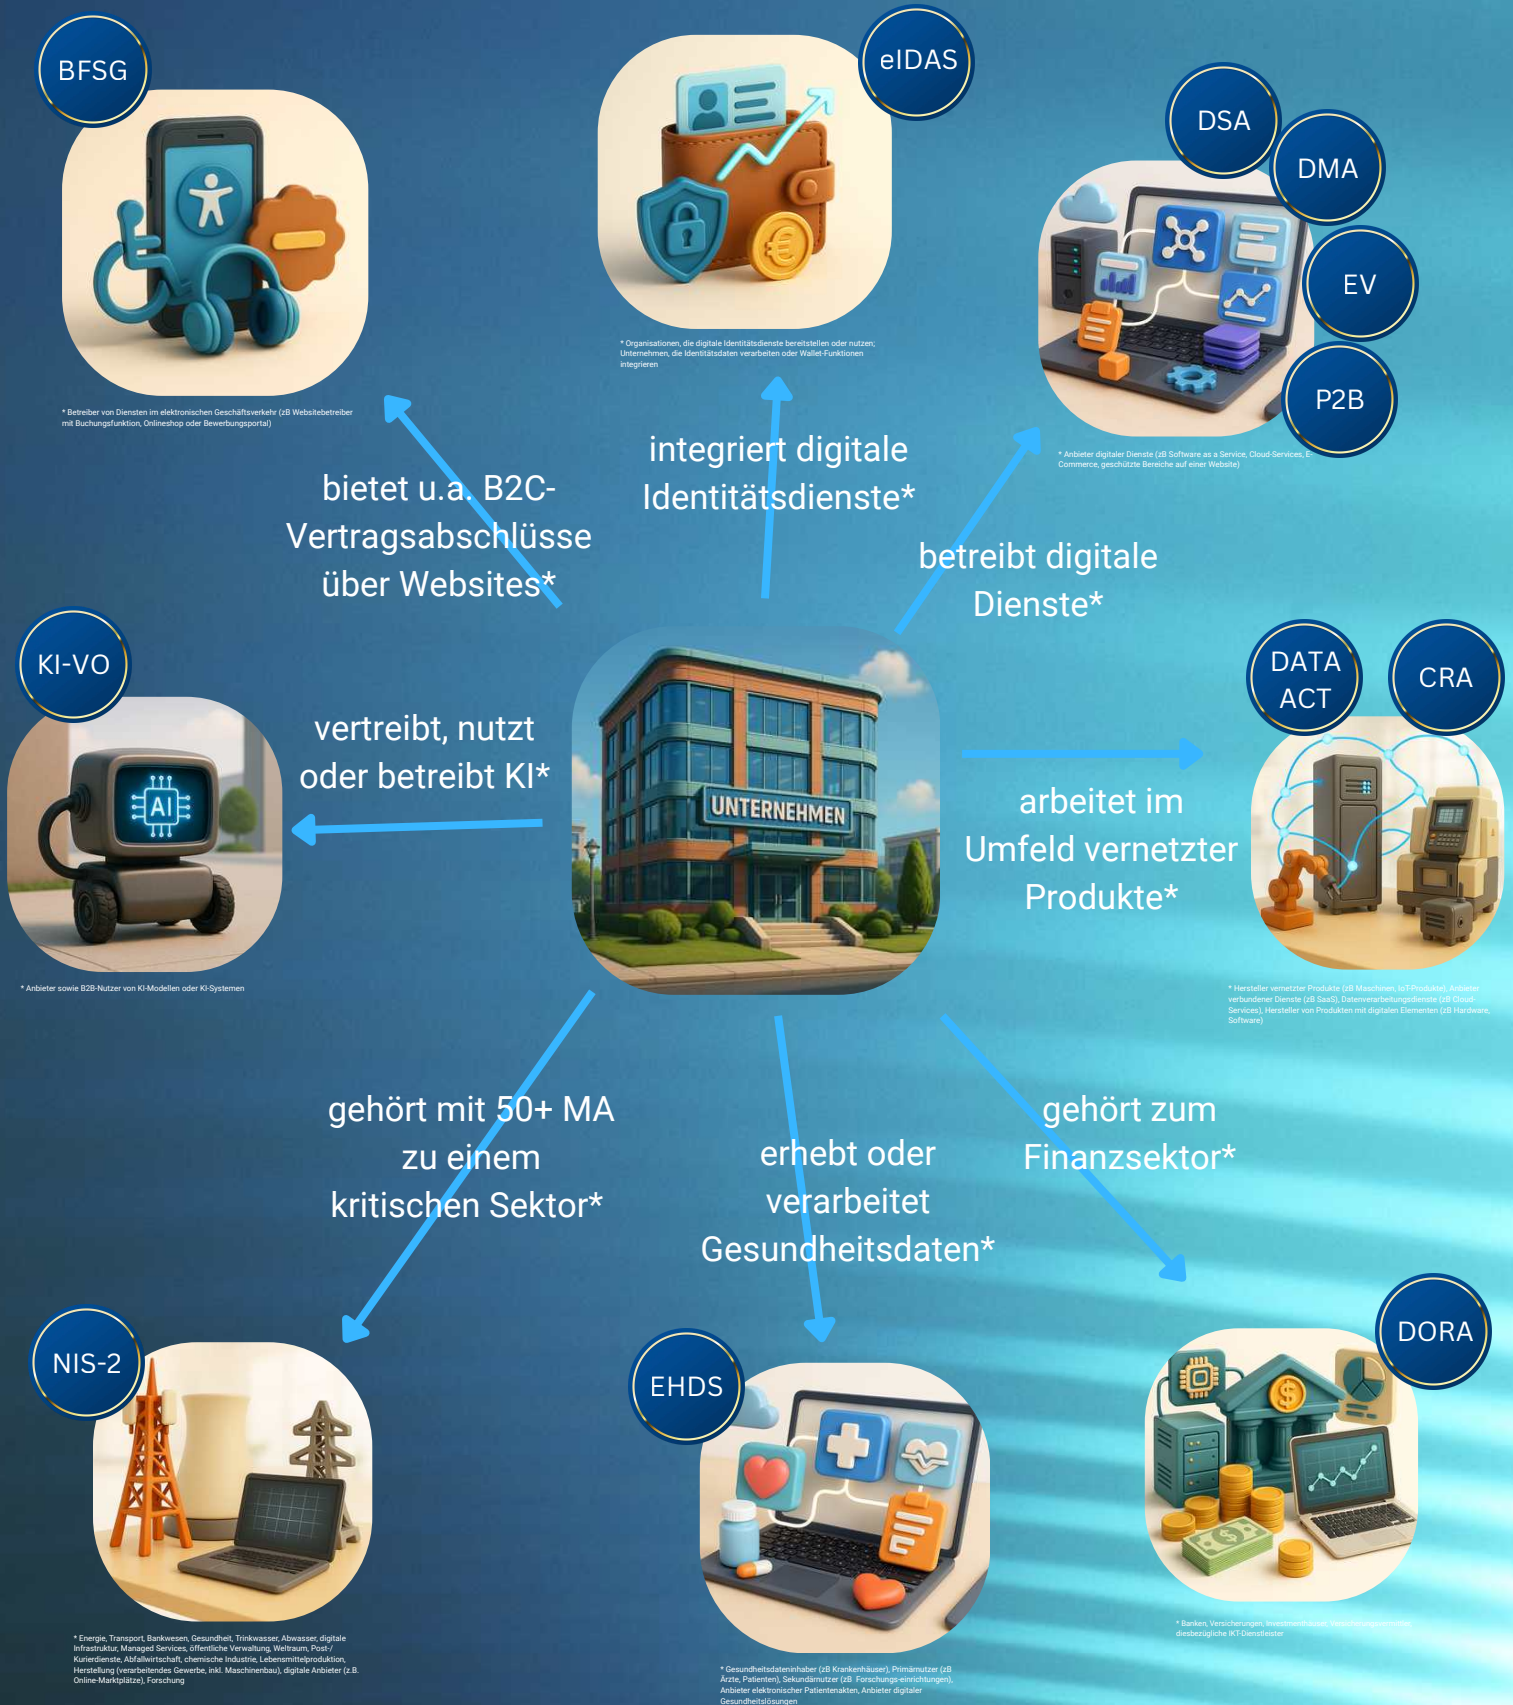 BFSG
* Betreiber von Diensten im elektronischen Geschäftsverkehr (zB Websitebetreiber
mit Buchungsfunktion, Onlineshop oder Bewerbungsportal)
bietet u.a. B2C-
Vertragsabschlüsse
über Websites*
eIDAS
* Organisationen, die digitale Identitätsdienste bereitstellen oder nutzen;
Unternehmen, die Identitätsdaten verarbeiten oder Wallet-Funktionen
integrieren
integriert digitale
Identitätsdienste*
DSA
DMA
EV
P2B
* Anbieter digitaler Dienste (zB Software as a Service, Cloud-Services, E-
Commerce, geschützte Bereiche auf einer Website)
betreibt digitale
Dienste*
KI-VO
AI
* Anbieter sowie B2B-Nutzer von KI-Modellen oder KI-Systemen
vertreibt, nutzt
oder betreibt KI*
UNTERNEHMEN
DATA
ACT
CRA
arbeitet im
Umfeld vernetzter
Produkte*
* Hersteller vernetzter Produkte (zB Maschinen, IoT-Produkte), Anbieter
verbundener Dienste (zB SaaS), Datenverarbeitungsdienste (zB Cloud-
Services), Hersteller von Produkten mit digitalen Elementen (zB Hardware,
Software)
gehört mit 50+ MA
zu einem
kritischen Sektor*
NIS-2
* Energie, Transport, Bankwesen, Gesundheit, Trinkwasser, Abwasser, digitale
Infrastruktur, Managed Services, öffentliche Verwaltung, Weltraum, Post-/
Kurierdienste, Abfallwirtschaft, chemische Industrie, Lebensmittelproduktion,
Herstellung (verarbeitendes Gewerbe, inkl. Maschinenbau), digitale Anbieter (z.B.
Online-Marktplätze), Forschung
erhebt oder
verarbeitet
Gesundheitsdaten*
EHDS
* Gesundheitsdateninhaber (zB Krankenhäuser), Primärnutzer (zB
Ärzte, Patienten), Sekundärnutzer (zB Forschungs-einrichtungen),
Anbieter elektronischer Patientenakten, Anbieter digitaler
Gesundheitslösungen
gehört zum
Finanzsektor*
DORA
* Banken, Versicherungen,
diesbezügliche IKT-Dienstleister